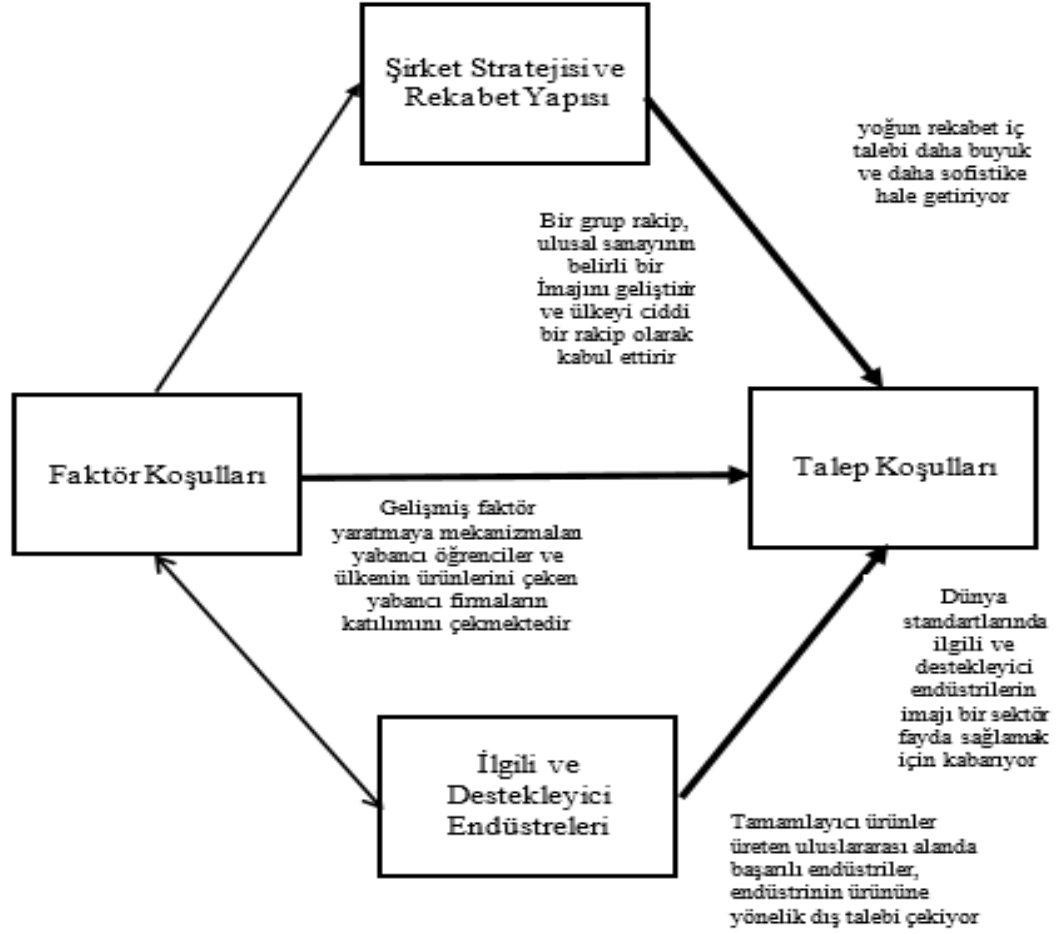 Şirket Stratejisi ve
Rekabet Yapısı
yoğun rekabet iç
talebi daha buyuk
ve daha sofistike
hale getiriyor
Bir grup rakip,
ulusal sanayının
belirli bir
İmajını geliştirir
ve ülkeyi ciddi
bir rakip olarak
kabul ettirir
Faktör Koşulları
Talep Koşulları
Gelişmiş faktör
yaratmaya mekanizmaları
yabancı öğrenciler ve
ülkenin ürünlerini çeken
yabancı firmaların
katılımını çekmektedir
Dünya
standartlarında
ilgili ve
destekleyici
endüstrilerin
imajı bir sektör
fayda sağlamak
için kabarıyor
İlgili ve
Destekleyici
Endüstreleri
Tamamlayıcı ürünler
üreten uluslararası alanda
başarılı endüstriler,
endüstrinin ürününe
yönelik dış talebi çekiyor